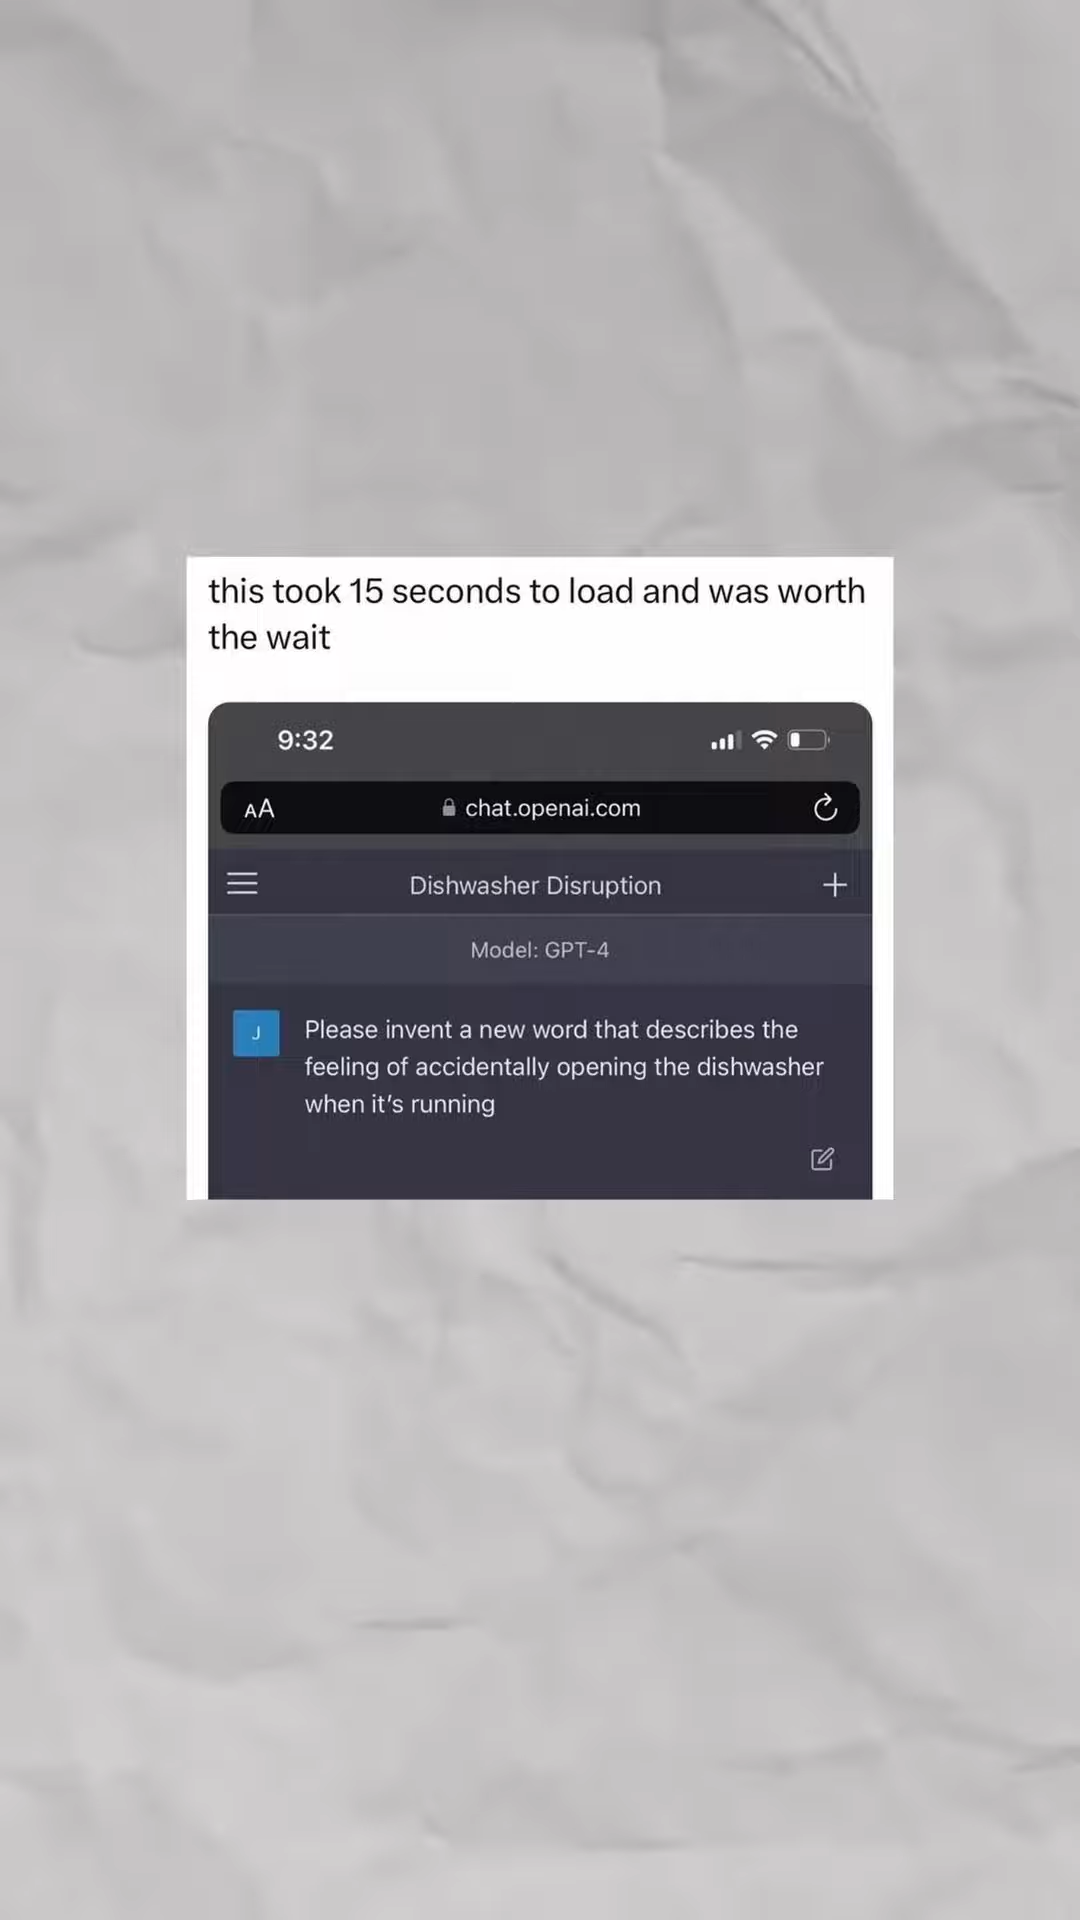 this took 15 seconds to load and was worth
the wait
9:32
AA
chat.openai.com
Dishwasher Disruption
Model: GPT-4
J
Please invent a new word that describes the
feeling of accidentally opening the dishwasher
when it's running